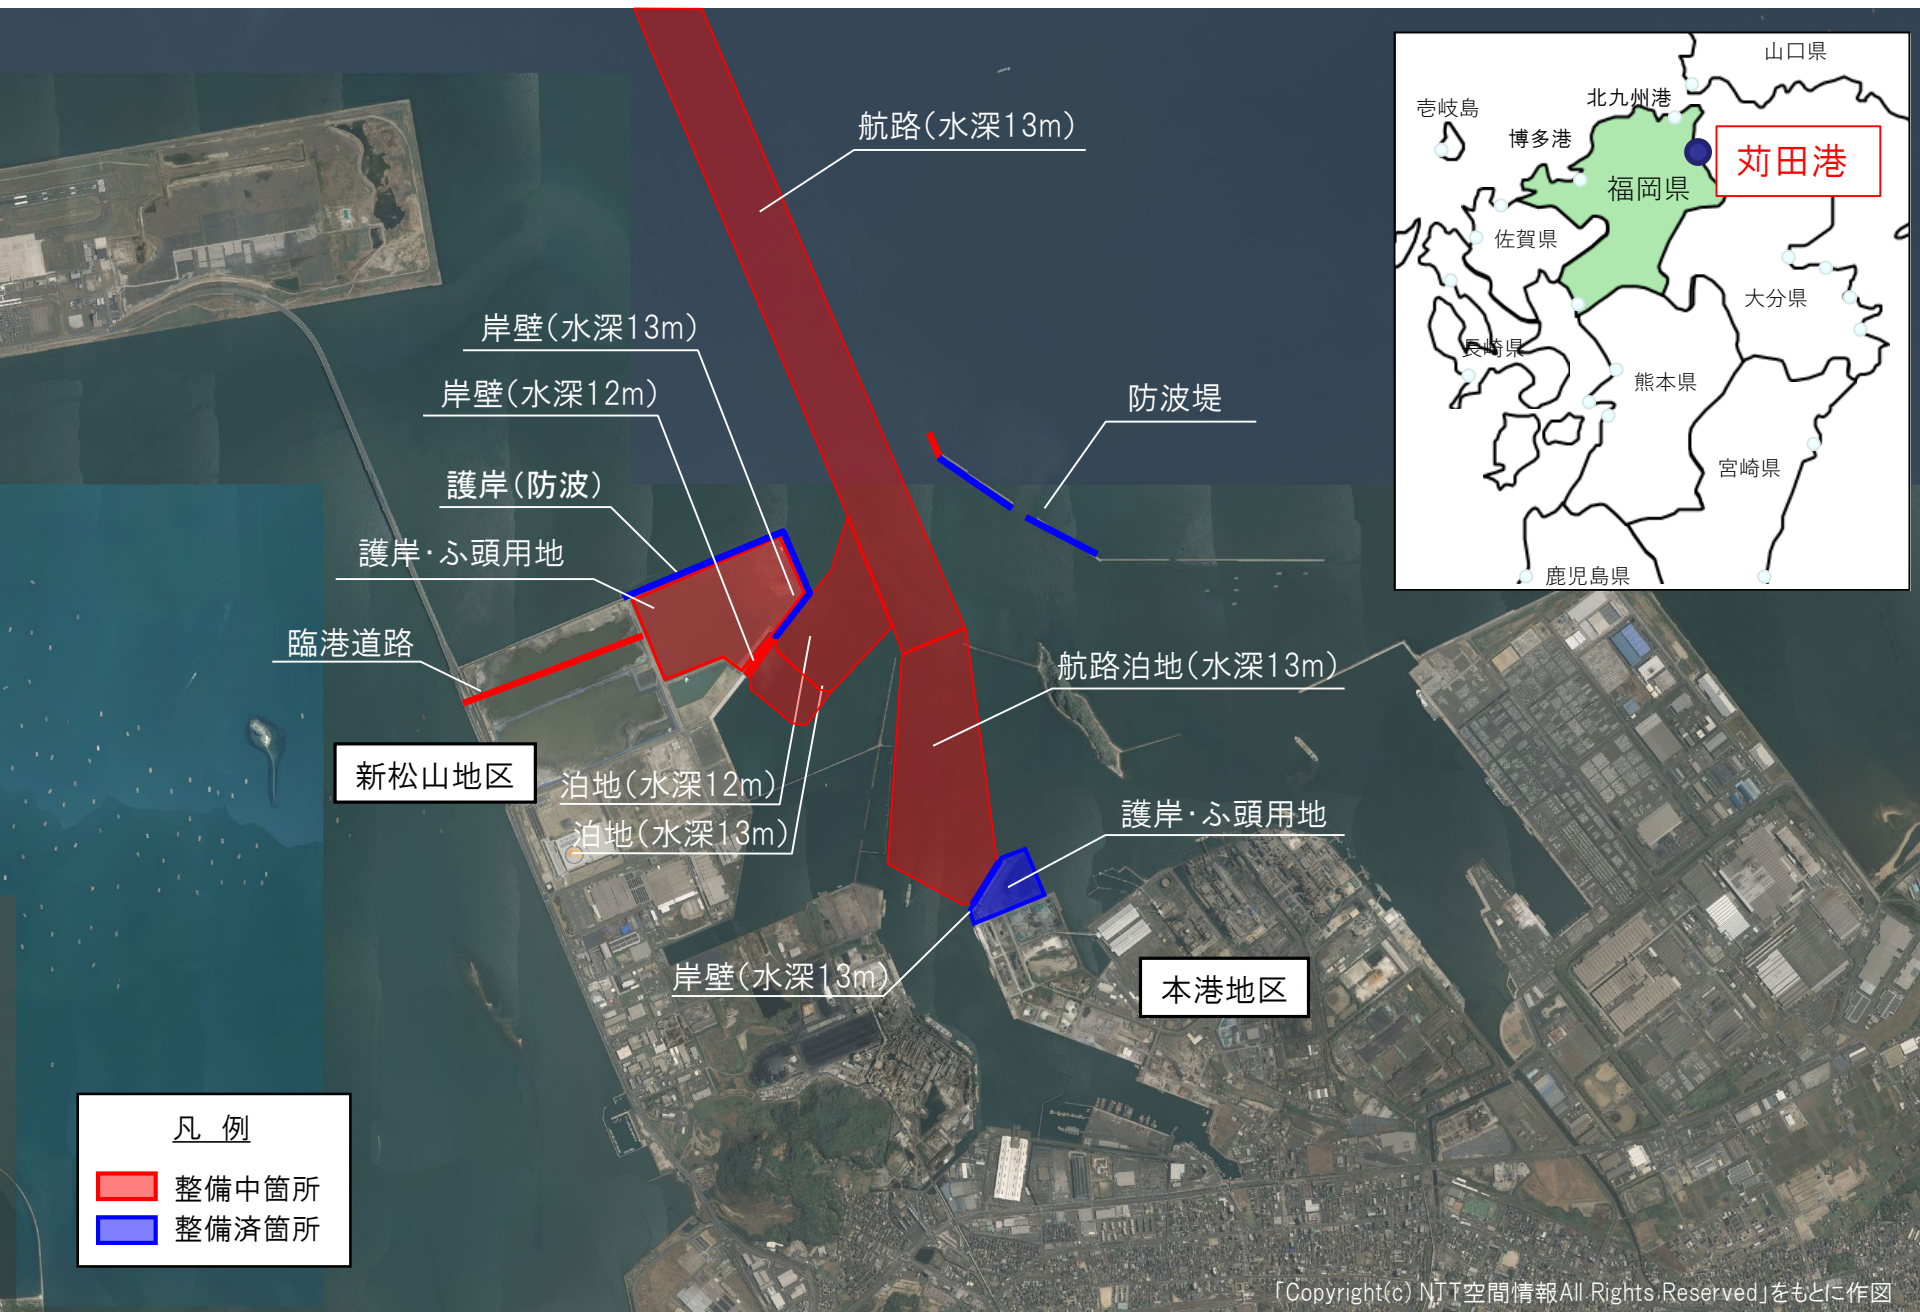 航路(水深13m)
岸壁(水深13m)
岸壁(水深12m)
護岸(防波)
護岸・ふ頭用地
臨港道路
防波堤
航路泊地(水深13m)
新松山地区
泊地(水深12m)
泊地(水深13m)
護岸・ふ頭用地
岸壁(水深13m)
本港地区
山口県
北九州港
壱岐島
博多港
苅田港
福岡県
佐賀県
大分県
長崎県
熊本県
宮崎県
鹿児島県
凡 例
整備中箇所
整備済箇所
「Copyright(c) NTT空間情報All Rights Reserved」をもとに作図